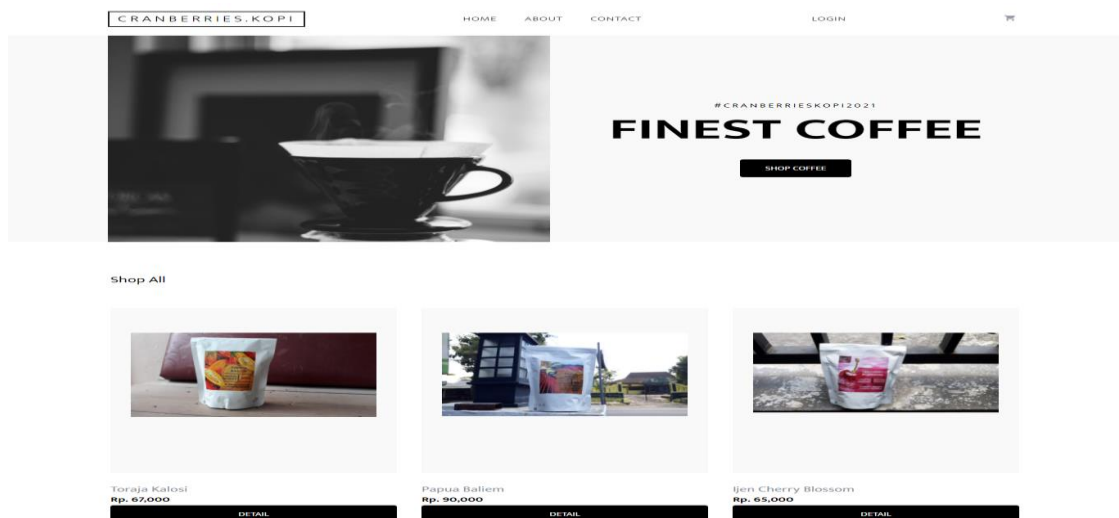 CRANBERRIES.KOPI HOME ABOUT CONTACT LOGIN
#CRANBERRIESKOPI2021
FINEST COFFEE
SHOP COFFEE
Shop All
Toraja Kalosi Papua Baliem Ijen Cherry Blossom
Rp. 67,000 Rp. 90,000 Rp. 65,000
DETAIL DETAIL DETAIL